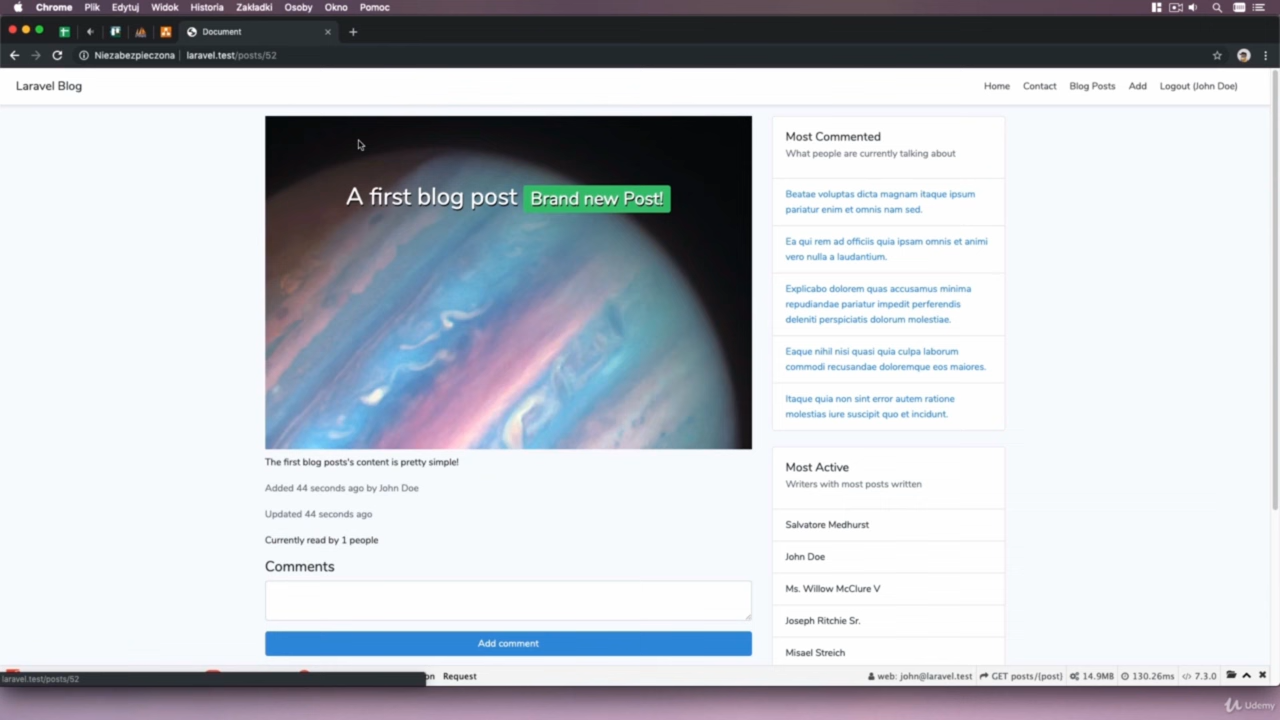 Chrome Plik Edytuj Widok Historia Zakładki Osoby Okno Pomoc
Document
Niezabezpieczona laravel.test/posts/52
Laravel Blog
Home Contact Blog Posts Add Logout (John Doe)
A first blog post Brand new Post!
The first blog posts's content is pretty simple!
Added 44 seconds ago by John Doe
Updated 44 seconds ago
Currently read by 1 people
Comments
Add comment
Most Commented
What people are currently talking about
Beatae voluptas dicta magnam itaque ipsum
pariatur enim et omnis nam sed.
Ea qui rem ad officiis quia ipsam omnis et animi
vero nulla a laudantium.
Explicabo dolorem quas accusamus minima
repudiandae pariatur impedit perferendis
deleniti perspiciatis dolorum molestiae.
Eaque nihil nisi quasi quia culpa laborum
commodi recusandae doloremque eos maiores.
Itaque quia non sint error autem ratione
molestias iure suscipit quo et incidunt.
Most Active
Writers with most posts written
Salvatore Medhurst
John Doe
Ms. Willow McClure V
Joseph Ritchie Sr.
Misael Streich
laravel.test/posts/52
Request
web: john@laravel.test GET posts/{post} 14.9MB 130.26ms 7.3.0
Udemy